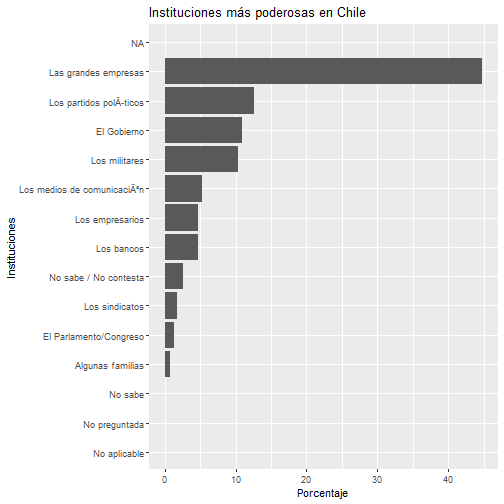 Instituciones más poderosas en Chile
Instituciones
NA
Las grandes empresas
Los partidos polÃ-ticos
El Gobierno
Los militares
Los medios de comunicaciÃ³n
Los empresarios
Los bancos
No sabe / No contesta
Los sindicatos
El Parlamento/Congreso
Algunas familias
No sabe
No preguntada
No aplicable
0 10 20 30 40
Porcentaje